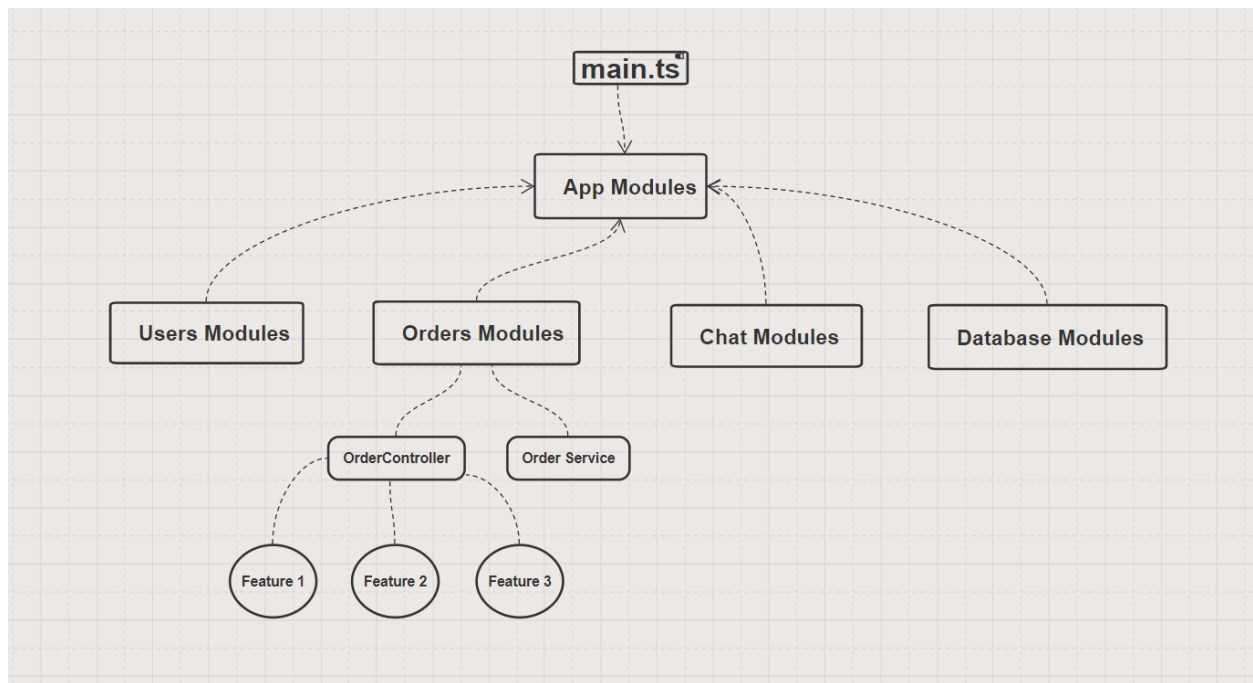 main.ts
App Modules
Users Modules
Orders Modules
Chat Modules
Database Modules
OrderController
Order Service
Feature 1
Feature 2
Feature 3